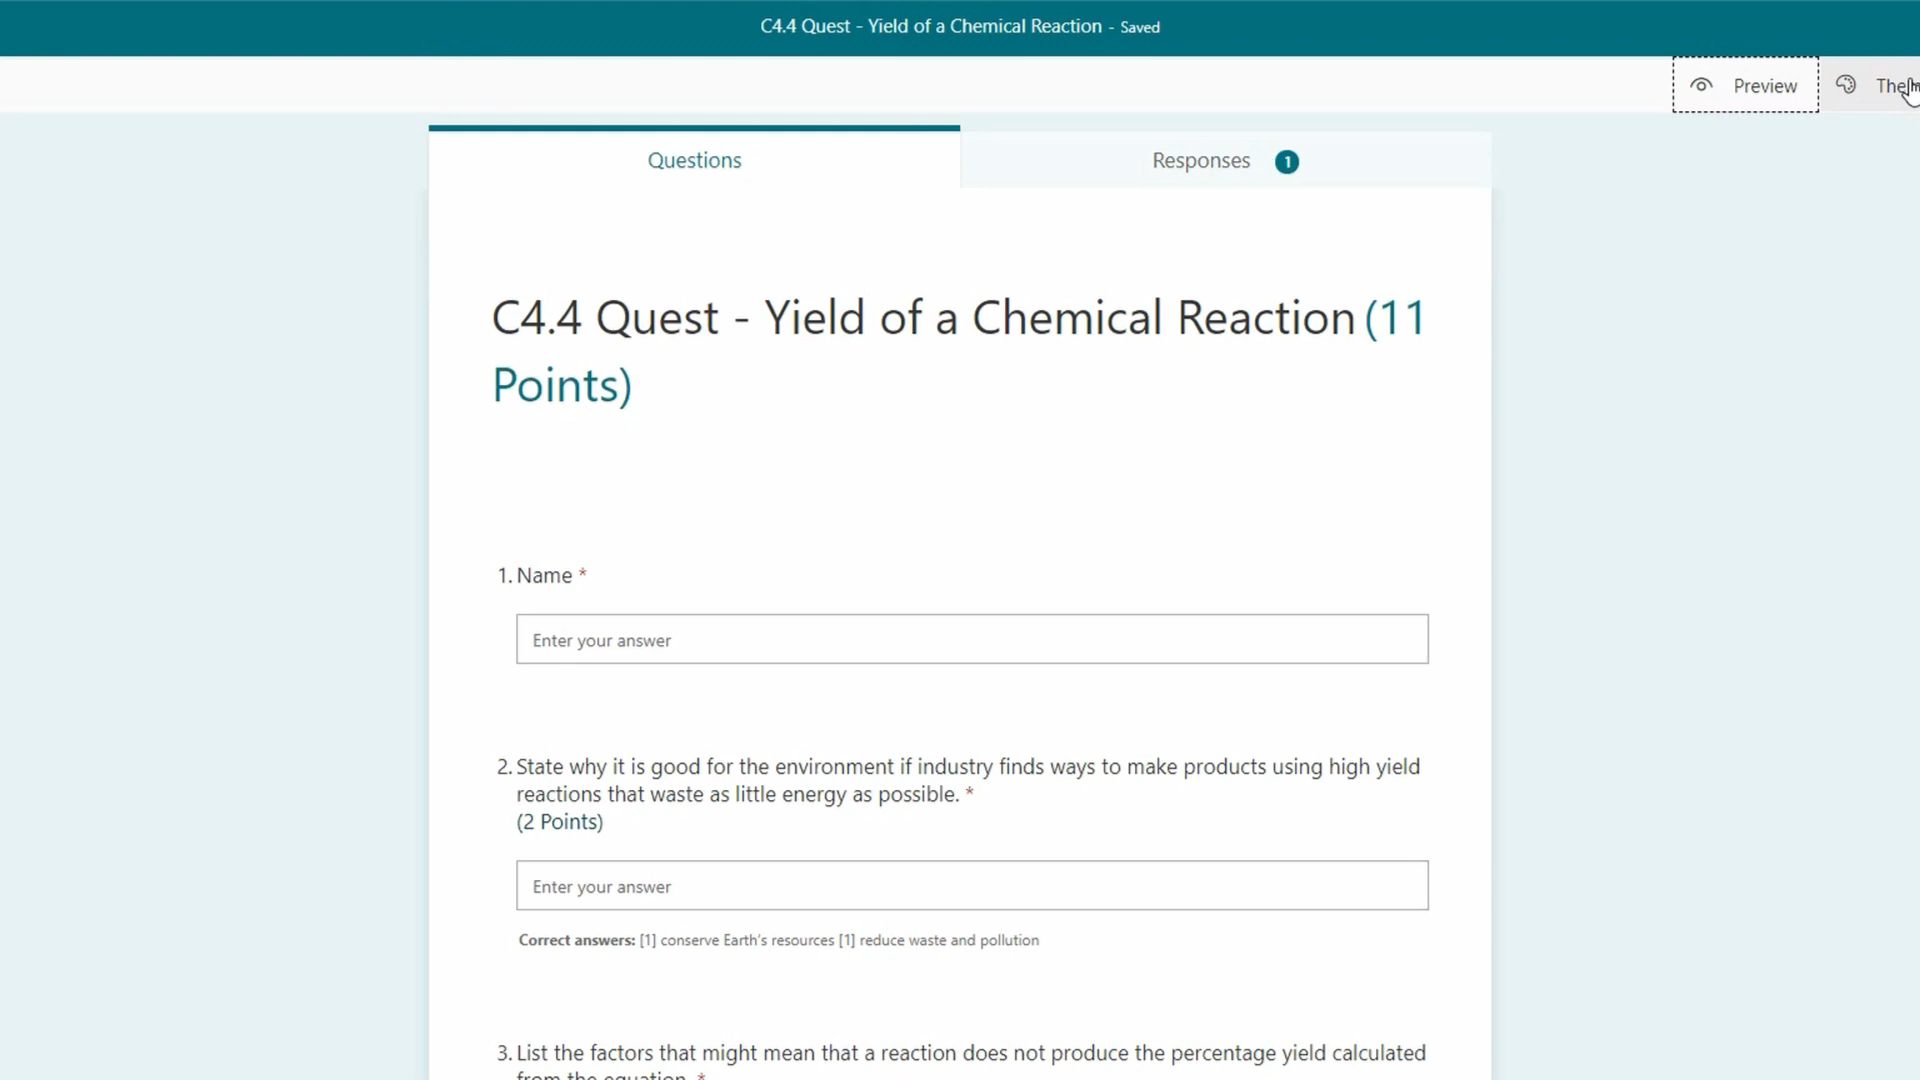 C4.4 Quest - Yield of a Chemical Reaction - Saved
Preview
Questions
Responses 1
C4.4 Quest - Yield of a Chemical Reaction (11
Points)
1. Name *
Enter your answer
2. State why it is good for the environment if industry finds ways to make products using high yield
reactions that waste as little energy as possible. *
(2 Points)
Enter your answer
Correct answers: [1] conserve Earth's resources [1] reduce waste and pollution
3. List the factors that might mean that a reaction does not produce the percentage yield calculated
from the equation. *